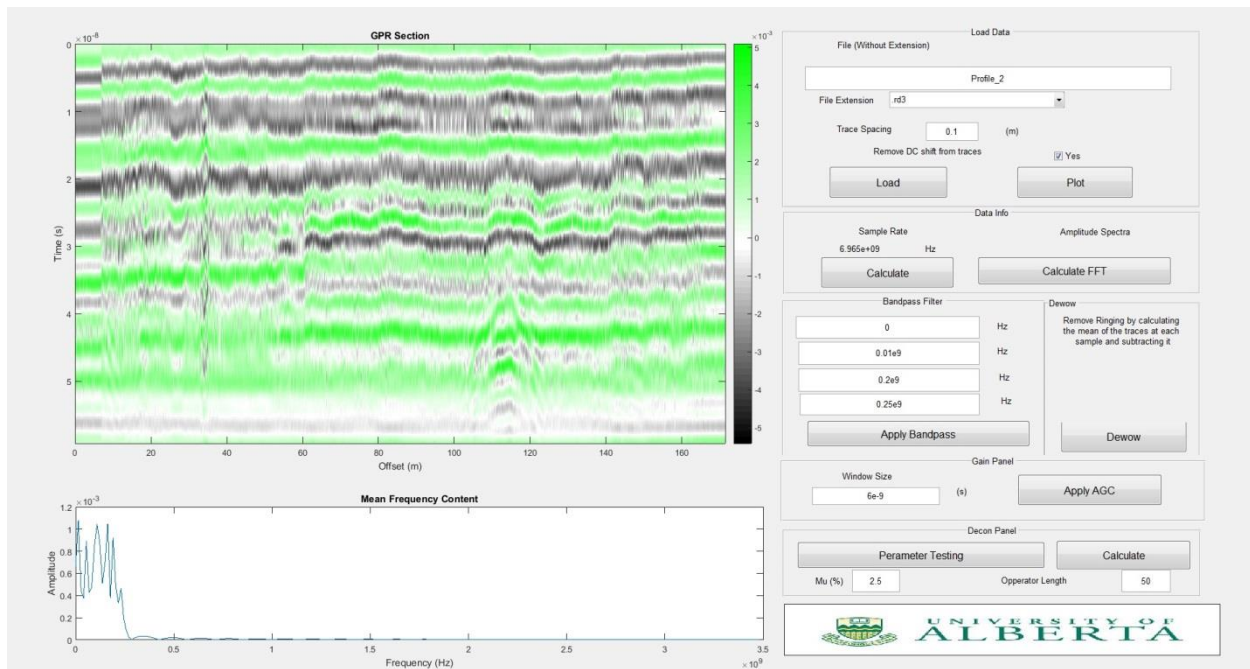 GPR Section
× 10⁻⁸
× 10⁻³
0
1
2
3
4
5
Time (s)
0
20
40
60
80
100
120
140
160
Offset (m)
5
4
3
2
1
0
-1
-2
-3
-4
-5
Mean Frequency Content
× 10⁻³
1.2
1
0.8
0.6
0.4
0.2
0
Amplitude
0
0.5
1
1.5
2
2.5
3
3.5
× 10⁹
Frequency (Hz)
Load Data
File (Without Extension)
Profile_2
File Extension .rd3
Trace Spacing 0.1 (m)
Remove DC shift from traces Yes
Load Plot
Data Info
Sample Rate Amplitude Spectra
6.965e+09 Hz
Calculate Calculate FFT
Bandpass Filter
0 Hz
0.01e9 Hz
0.2e9 Hz
0.25e9 Hz
Apply Bandpass
Dewow
Remove Ringing by calculating
the mean of the traces at each
sample and subtracting it
Dewow
Gain Panel
Window Size
6e-9 (s) Apply AGC
Decon Panel
Perameter Testing Calculate
Mu (%) 2.5 Opperator Length 50
UNIVERSITY OF
ALBERTA